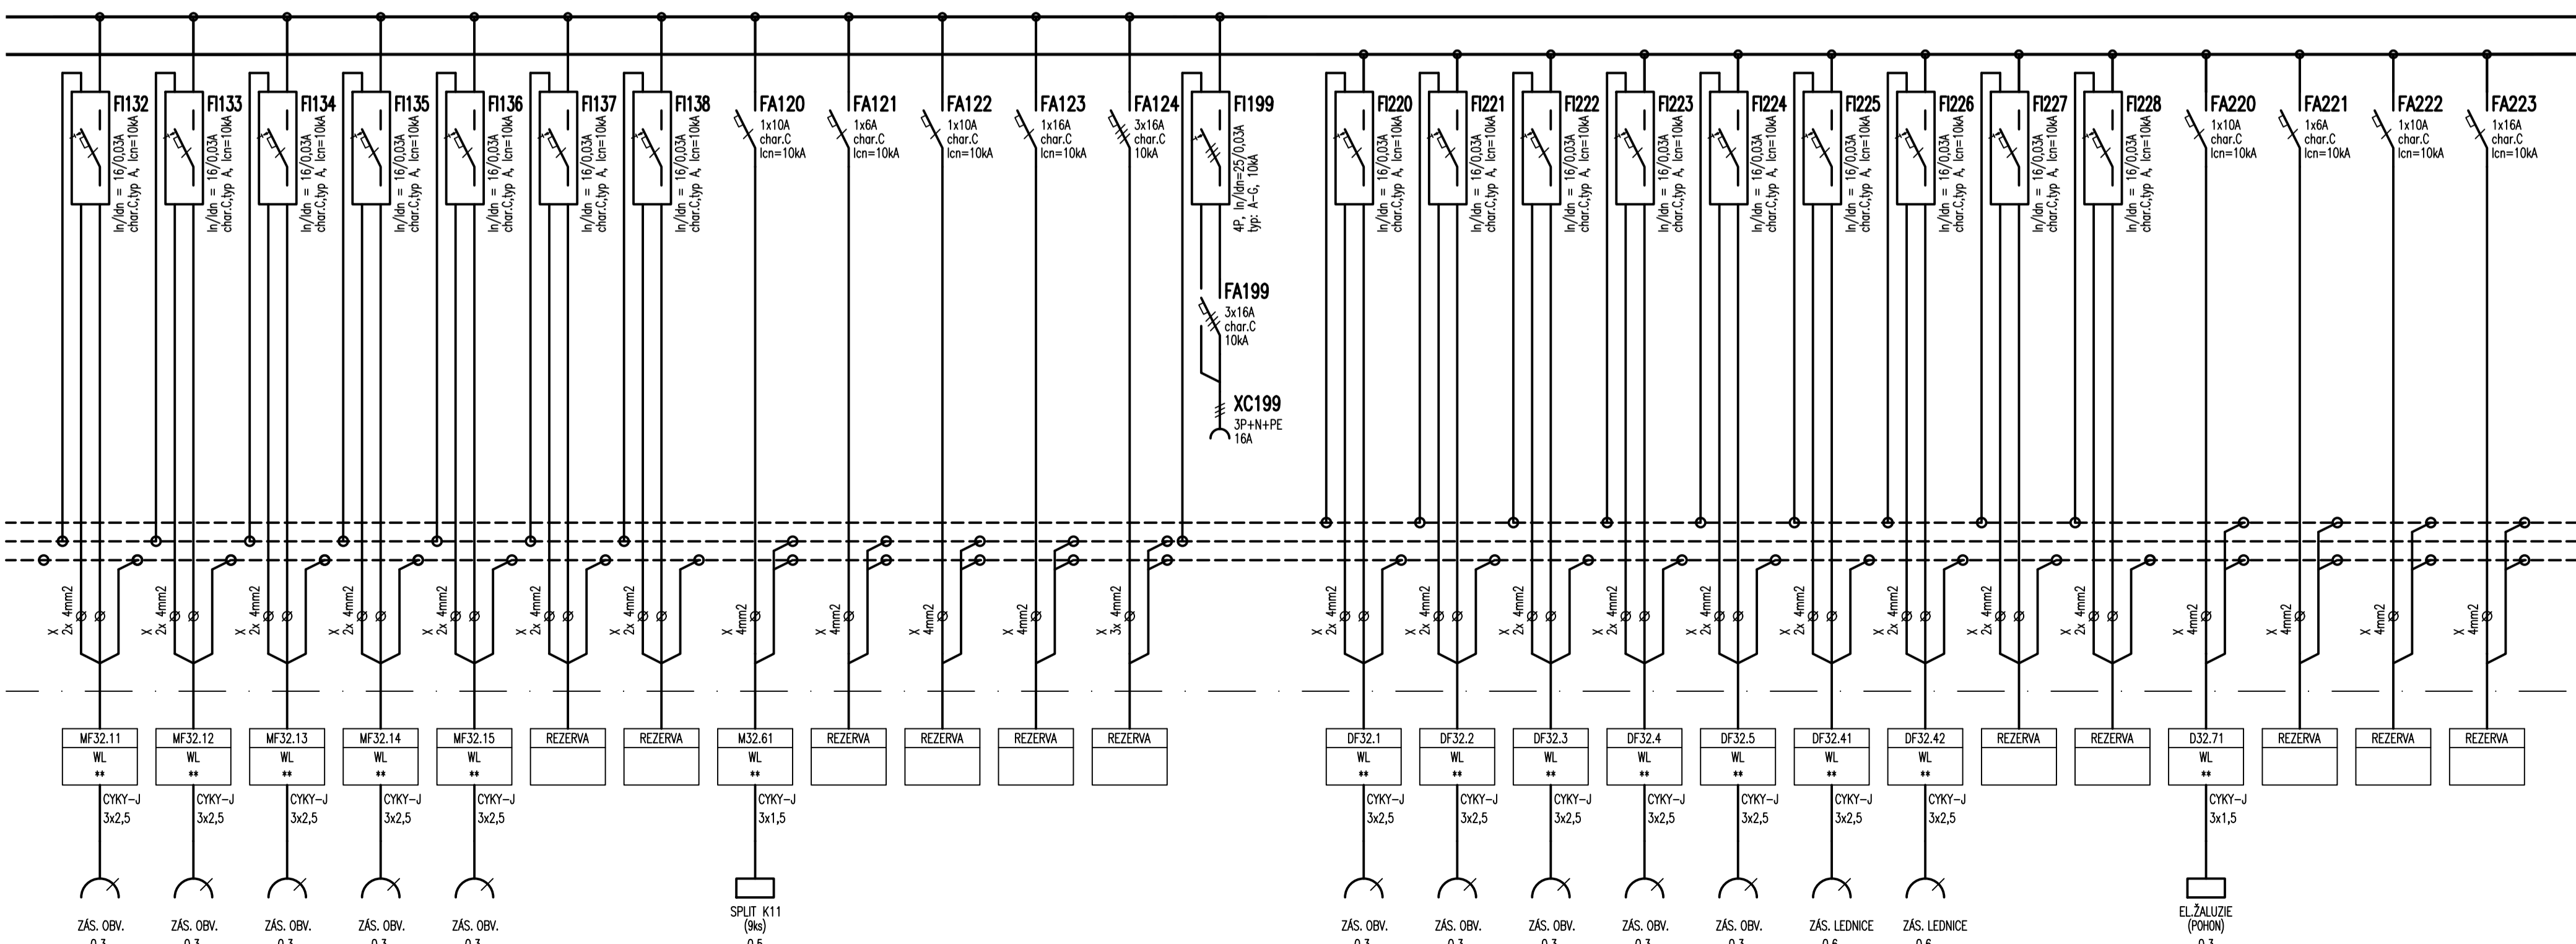 FI132
In/Idn = 16/0,03A
char.C,typ A, Icn=10kA
FI133
In/Idn = 16/0,03A
char.C,typ A, Icn=10kA
FI134
In/Idn = 16/0,03A
char.C,typ A, Icn=10kA
FI135
In/Idn = 16/0,03A
char.C,typ A, Icn=10kA
FI136
In/Idn = 16/0,03A
char.C,typ A, Icn=10kA
FI137
In/Idn = 16/0,03A
char.C,typ A, Icn=10kA
FI138
In/Idn = 16/0,03A
char.C,typ A, Icn=10kA
FA120
1x10A
char.C
Icn=10kA
FA121
1x6A
char.C
Icn=10kA
FA122
1x10A
char.C
Icn=10kA
FA123
1x16A
char.C
Icn=10kA
FA124
3x16A
char.C
10kA
FI199
4P, In/Idn=25/0,03A
typ: A-G, 10kA
FA199
3x16A
char.C
10kA
XC199
3P+N+PE
16A
FI220
In/Idn = 16/0,03A
char.C,typ A, Icn=10kA
FI221
In/Idn = 16/0,03A
char.C,typ A, Icn=10kA
FI222
In/Idn = 16/0,03A
char.C,typ A, Icn=10kA
FI223
In/Idn = 16/0,03A
char.C,typ A, Icn=10kA
FI224
In/Idn = 16/0,03A
char.C,typ A, Icn=10kA
FI225
In/Idn = 16/0,03A
char.C,typ A, Icn=10kA
FI226
In/Idn = 16/0,03A
char.C,typ A, Icn=10kA
FI227
In/Idn = 16/0,03A
char.C,typ A, Icn=10kA
FI228
In/Idn = 16/0,03A
char.C,typ A, Icn=10kA
FA220
1x10A
char.C
Icn=10kA
FA221
1x6A
char.C
Icn=10kA
FA222
1x10A
char.C
Icn=10kA
FA223
1x16A
char.C
Icn=10kA
X
2x 4mm2
X
2x 4mm2
X
2x 4mm2
X
2x 4mm2
X
2x 4mm2
X
2x 4mm2
X
2x 4mm2
X
4mm2
X
4mm2
X
4mm2
X
4mm2
X
3x 4mm2
X
2x 4mm2
X
2x 4mm2
X
2x 4mm2
X
2x 4mm2
X
2x 4mm2
X
2x 4mm2
X
2x 4mm2
X
2x 4mm2
X
2x 4mm2
X
4mm2
X
4mm2
X
4mm2
X
4mm2
MF32.11
WL
**
CYKY-J
3x2,5
ZÁS. OBV.
MF32.12
WL
**
CYKY-J
3x2,5
ZÁS. OBV.
MF32.13
WL
**
CYKY-J
3x2,5
ZÁS. OBV.
MF32.14
WL
**
CYKY-J
3x2,5
ZÁS. OBV.
MF32.15
WL
**
CYKY-J
3x2,5
ZÁS. OBV.
REZERVA
REZERVA
M32.61
WL
**
CYKY-J
3x1,5
SPLIT K11
(9ks)
REZERVA
REZERVA
REZERVA
REZERVA
DF32.1
WL
**
CYKY-J
3x2,5
ZÁS. OBV.
DF32.2
WL
**
CYKY-J
3x2,5
ZÁS. OBV.
DF32.3
WL
**
CYKY-J
3x2,5
ZÁS. OBV.
DF32.4
WL
**
CYKY-J
3x2,5
ZÁS. OBV.
DF32.5
WL
**
CYKY-J
3x2,5
ZÁS. OBV.
DF32.41
WL
**
CYKY-J
3x2,5
ZÁS. LEDNICE
DF32.42
WL
**
CYKY-J
3x2,5
ZÁS. LEDNICE
REZERVA
REZERVA
D32.71
WL
**
CYKY-J
3x1,5
EL.ŽALUZIE
(POHON)
REZERVA
REZERVA
REZERVA